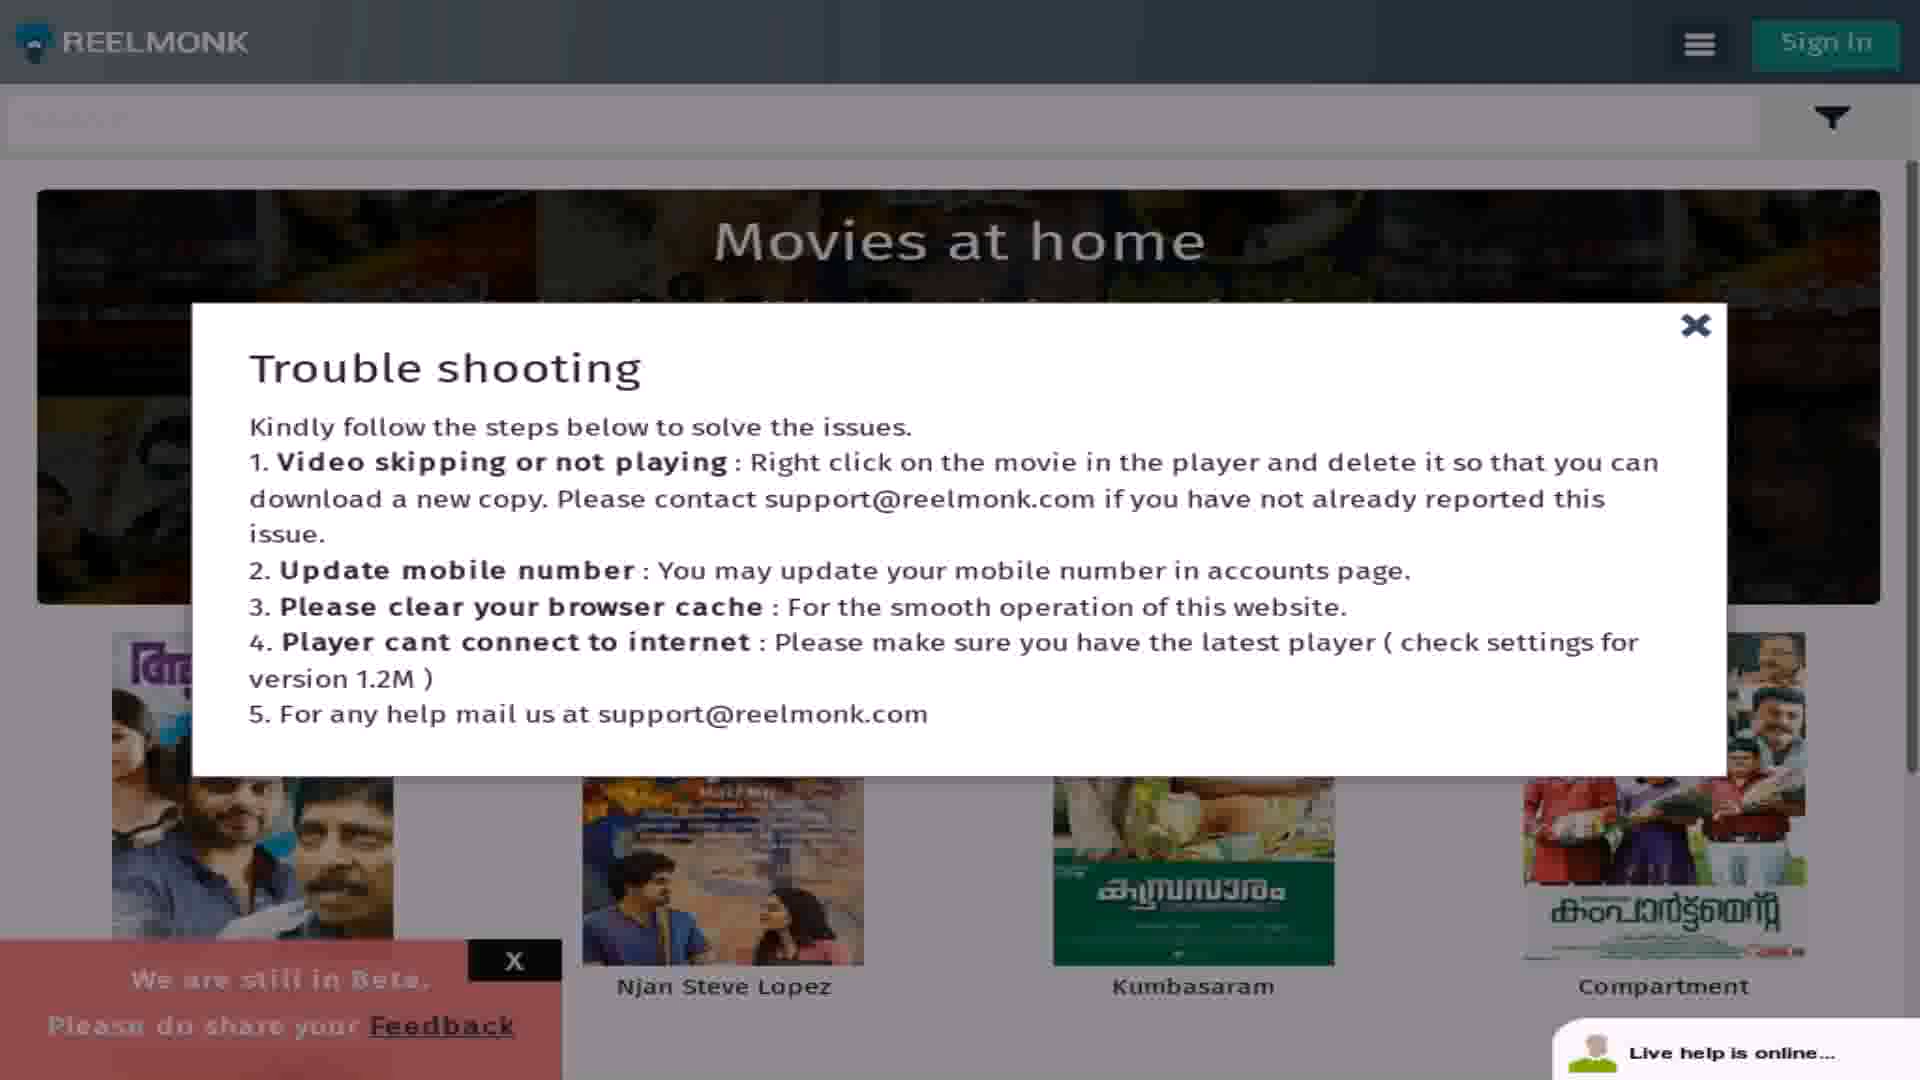 REELMONK
Sign In
Movies at home
Trouble shooting
Kindly follow the steps below to solve the issues.
1. Video skipping or not playing : Right click on the movie in the player and delete it so that you can
download a new copy. Please contact support@reelmonk.com if you have not already reported this
issue.
2. Update mobile number : You may update your mobile number in accounts page.
3. Please clear your browser cache : For the smooth operation of this website.
4. Player cant connect to internet : Please make sure you have the latest player ( check settings for
version 1.2M )
5. For any help mail us at support@reelmonk.com
കുമ്പസാരം
കംപാർട്ട്മെന്റ്
Njan Steve Lopez
Kumbasaram
Compartment
X
We are still in Beta.
Please do share your Feedback
Live help is online...